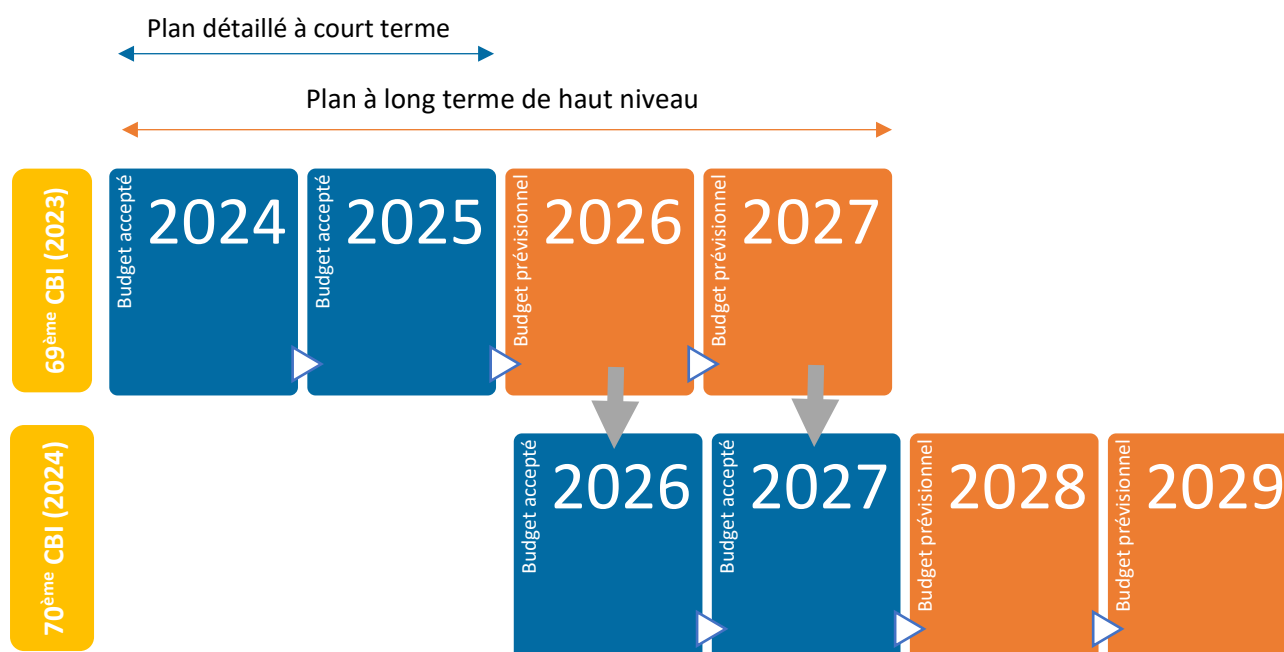 Plan détaillé à court terme
Plan à long terme de haut niveau
69ème CBI (2023)
Budget accepté
2024
Budget accepté
2025
Budget prévisionnel
2026
Budget prévisionnel
2027
70ème CBI (2024)
Budget accepté
2026
Budget accepté
2027
Budget prévisionnel
2028
Budget prévisionnel
2029